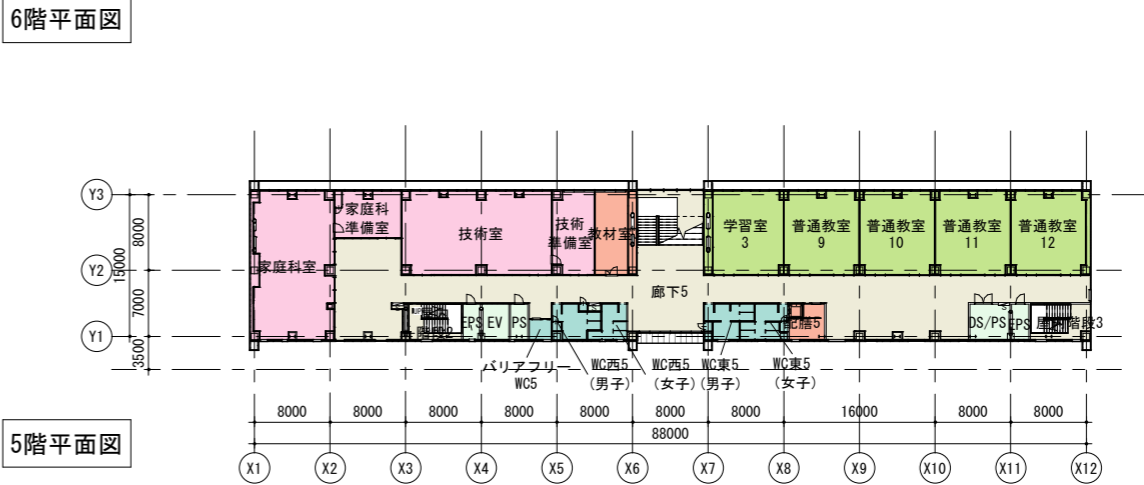 6階平面図
Y3
Y2
Y1
8000
7000
15000
3500
家庭科室
家庭科
準備室
技術室
技術
準備室
教材室
学習室
3
普通教室
9
普通教室
10
普通教室
11
普通教室
12
廊下5
EPS
EV
PS
配膳5
DS/PS
EPS
バリアフリー
WC5
WC西5
(男子)
WC西5
(女子)
WC東5
(男子)
WC東5
(女子)
8000
8000
8000
8000
8000
8000
8000
16000
8000
8000
88000
5階平面図
X1
X2
X3
X4
X5
X6
X7
X8
X9
X10
X11
X12